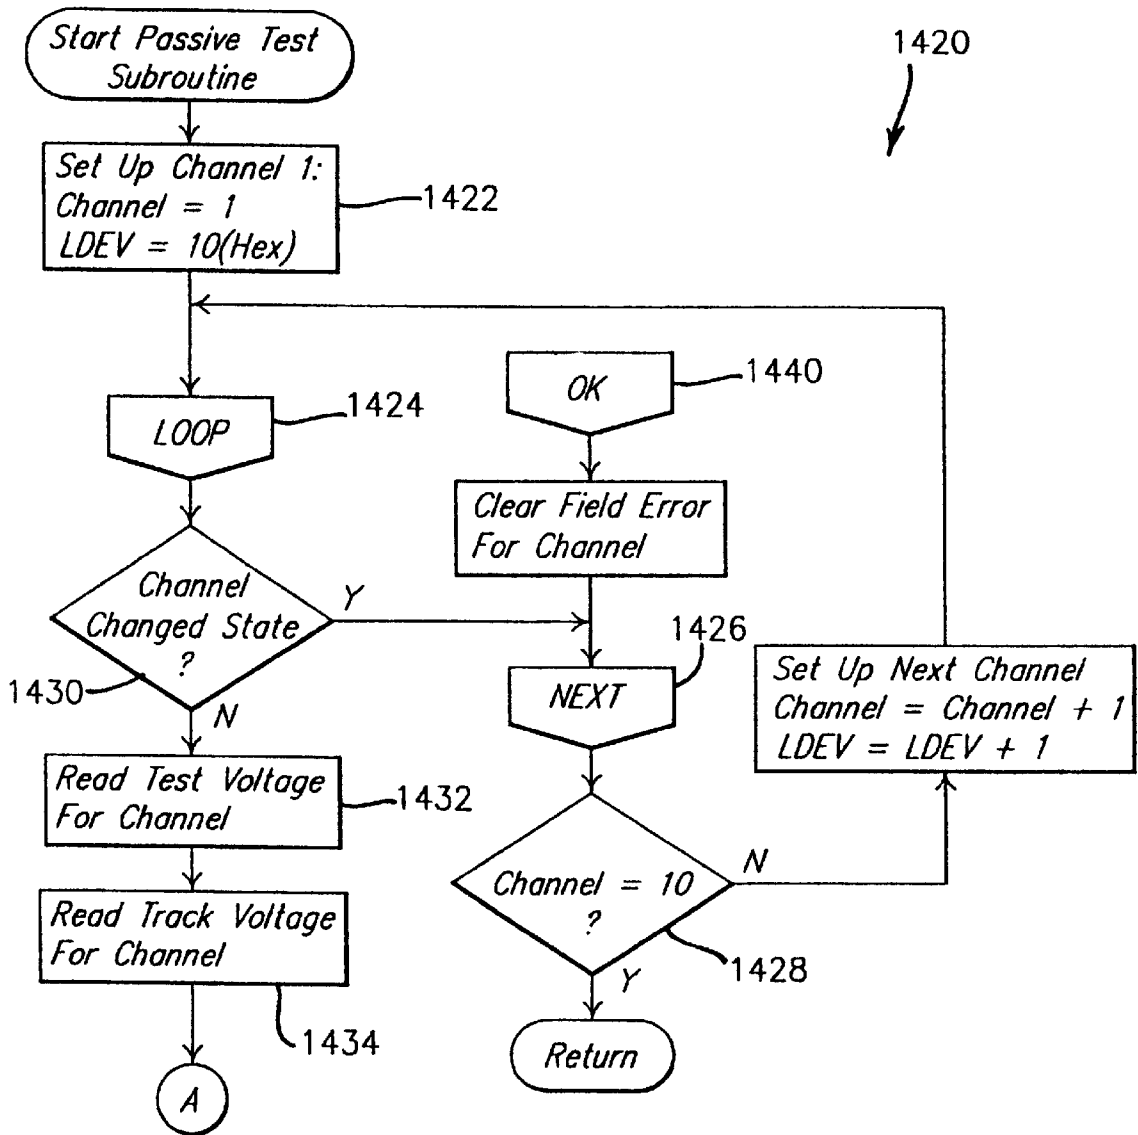 Start Passive Test
Subroutine
1420
Set Up Channel 1:
Channel = 1
LDEV = 10(Hex)
1422
OK
1440
LOOP
1424
Clear Field Error
For Channel
Channel
Changed State
?
Y
1430
N
1426
NEXT
Set Up Next Channel
Channel = Channel + 1
LDEV = LDEV + 1
Read Test Voltage
For Channel
1432
Channel = 10
?
N
1428
Y
Read Track Voltage
For Channel
1434
Return
A